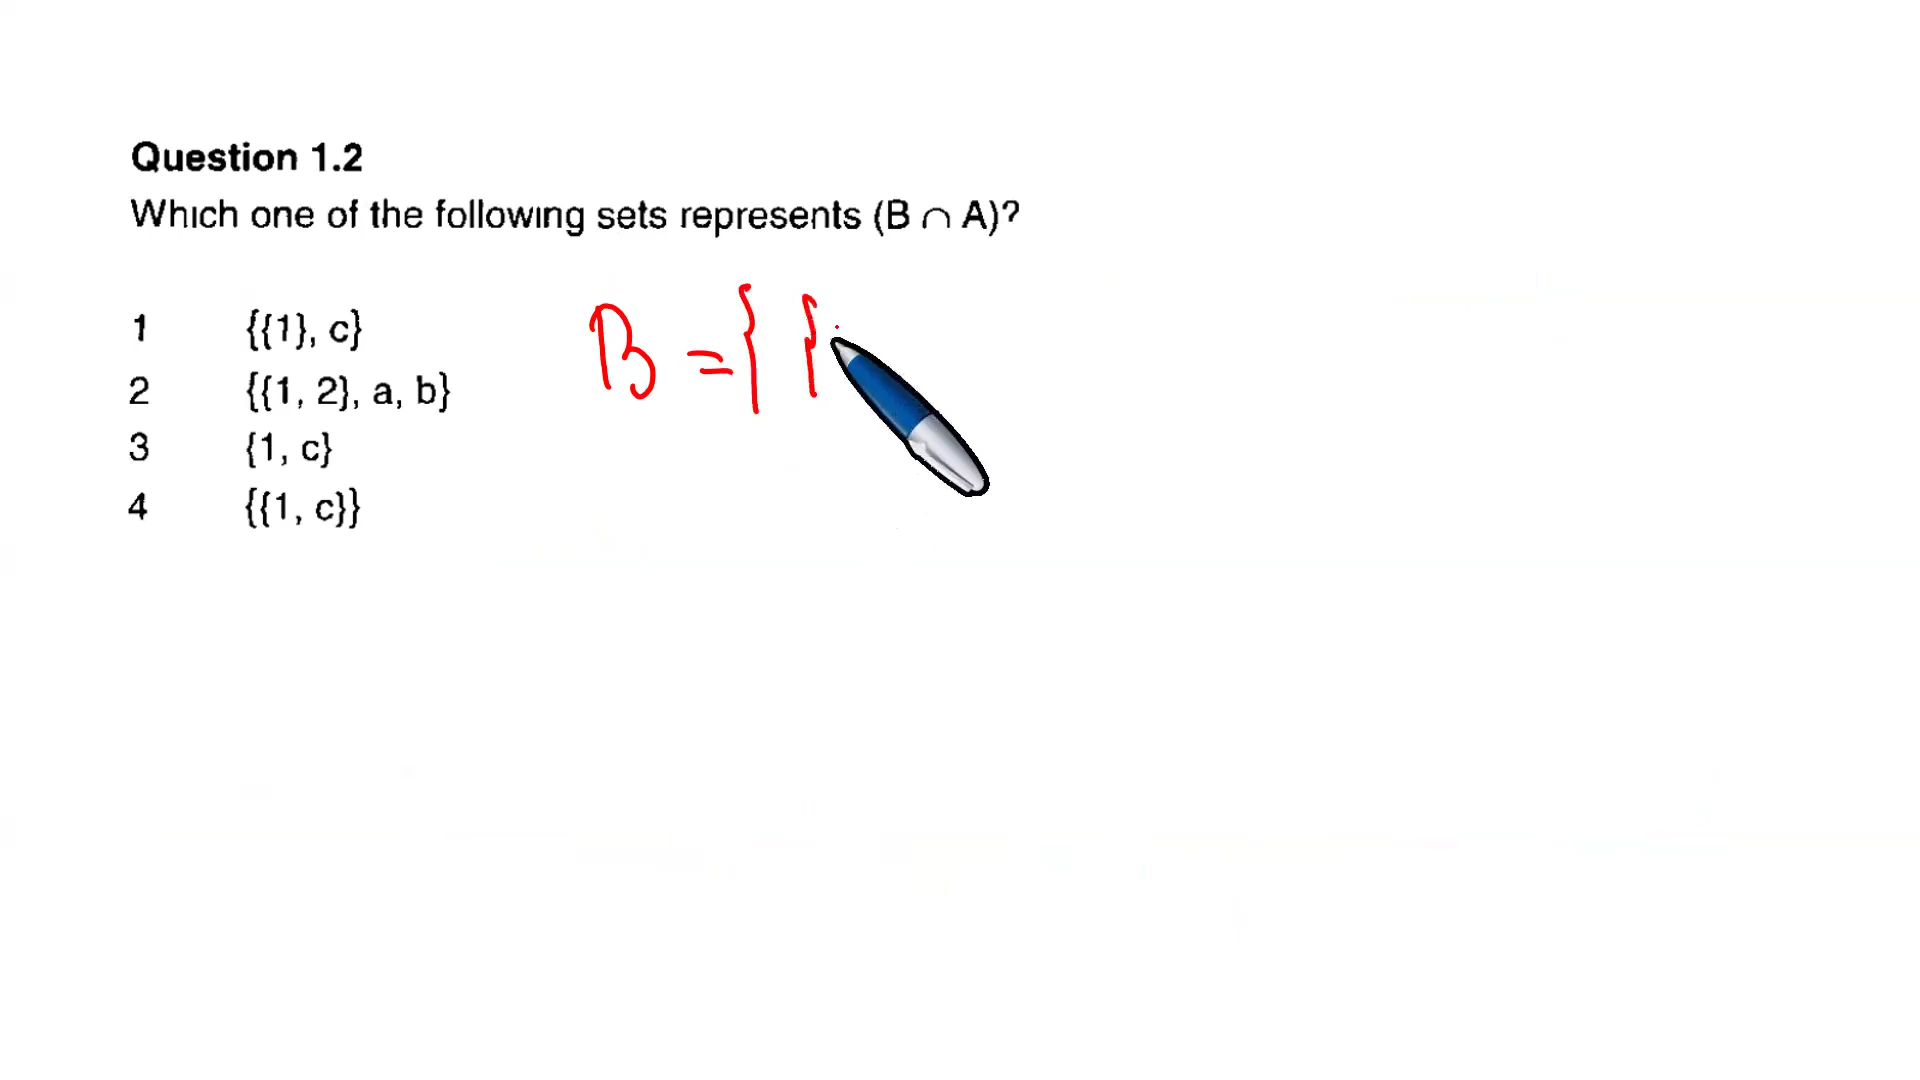 Question 1.2
Which one of the following sets represents (B ∩ A)?
1 {{1}, c}
2 {{1, 2}, a, b}
3 {1, c}
4 {{1, c}}
B = { {